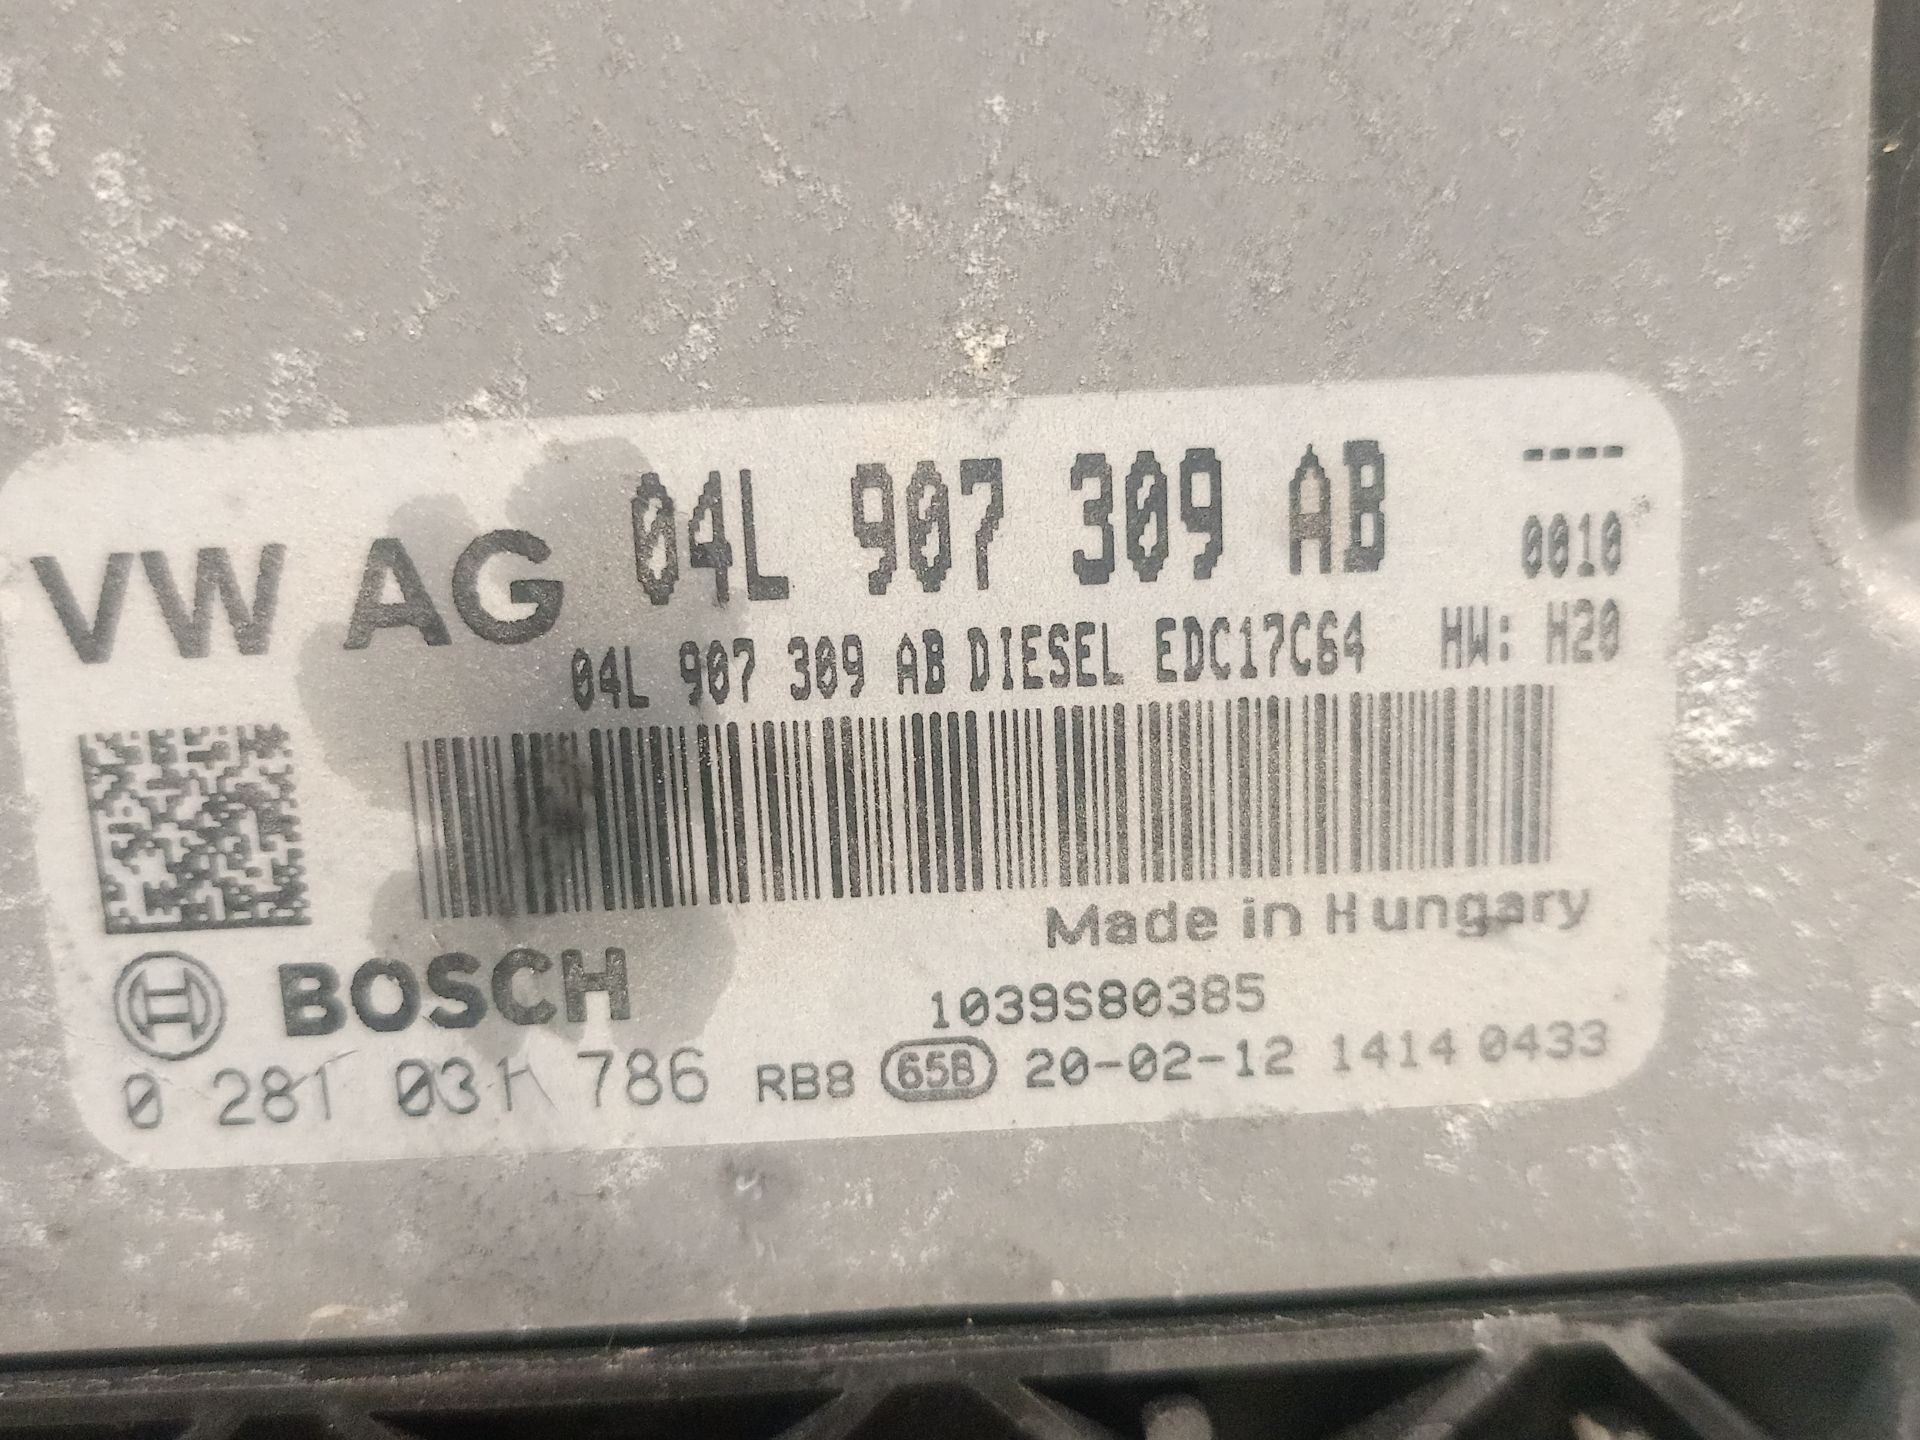 VW AG 04L 907 309 AB ----
0010
04L 907 309 AB DIESEL EDC17C64 HW: H20
Made in Hungary
BOSCH 1039S80385
0 281 031 786 RB8 65B 20-02-12 1414 0433